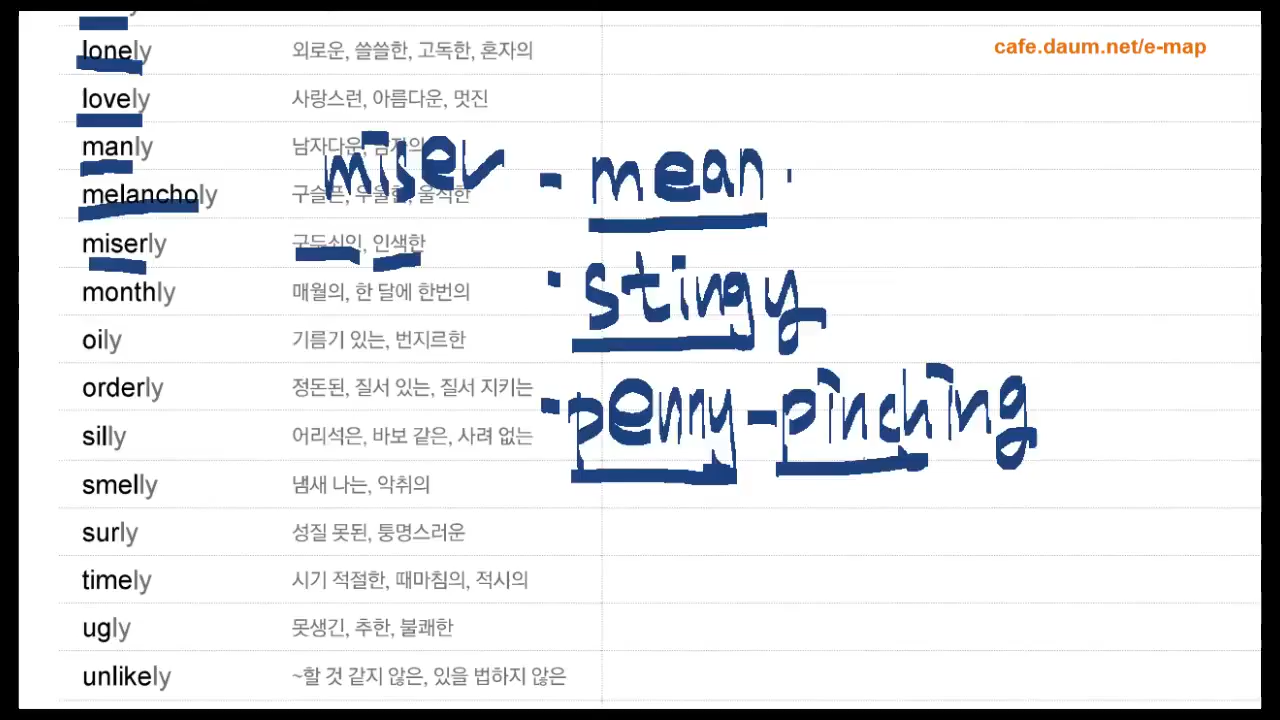 cafe.daum.net/e-map
lonely 외로운, 쓸쓸한, 고독한, 혼자의
lovely 사랑스런, 아름다운, 멋진
manly 남자다운, 남자의
miser - mean
melancholy 구슬픈, 우울한, 울적한
miserly 구두쇠인, 인색한
stingy
monthly 매월의, 한 달에 한번의
oily 기름기 있는, 번지르한
orderly 정돈된, 질서 있는, 질서 지키는
-penny-pinching
silly 어리석은, 바보 같은, 사려 없는
smelly 냄새 나는, 악취의
surly 성질 못된, 퉁명스러운
timely 시기 적절한, 때마침의, 적시의
ugly 못생긴, 추한, 불쾌한
unlikely ~할 것 같지 않은, 있을 법하지 않은